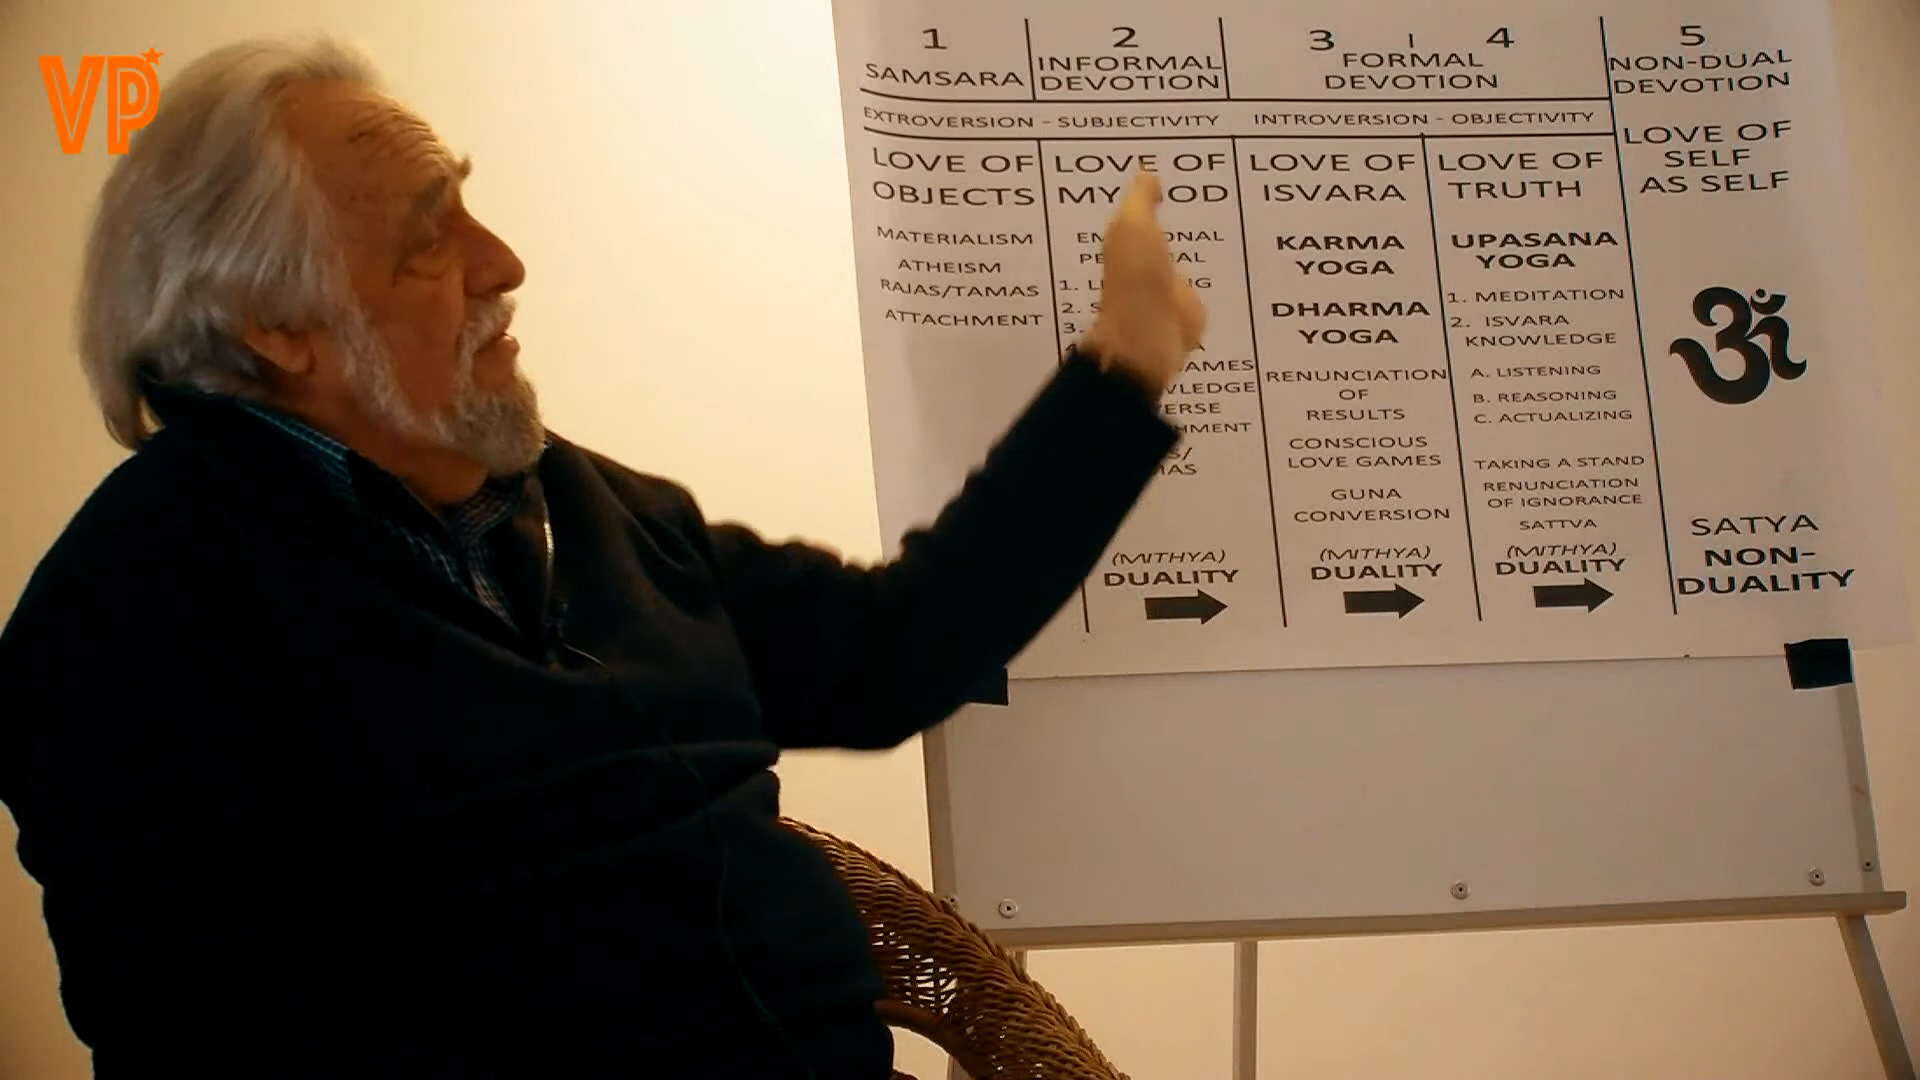 VP
1
SAMSARA
2
INFORMAL
DEVOTION
3 4
FORMAL
DEVOTION
5
NON-DUAL
DEVOTION
EXTROVERSION - SUBJECTIVITY
INTROVERSION - OBJECTIVITY
LOVE OF
OBJECTS
MATERIALISM
ATHEISM
RAJAS/TAMAS
ATTACHMENT
LOVE OF
MY
1.
2.
3.
(MITHYA)
DUALITY
LOVE OF
ISVARA
KARMA
YOGA
DHARMA
YOGA
RENUNCIATION
OF
RESULTS
CONSCIOUS
LOVE GAMES
GUNA
CONVERSION
(MITHYA)
DUALITY
LOVE OF
TRUTH
UPASANA
YOGA
1. MEDITATION
2. ISVARA
KNOWLEDGE
A. LISTENING
B. REASONING
C. ACTUALIZING
TAKING A STAND
RENUNCIATION
OF IGNORANCE
SATTVA
(MITHYA)
DUALITY
LOVE OF
SELF
AS SELF
ॐ
SATYA
NON-
DUALITY